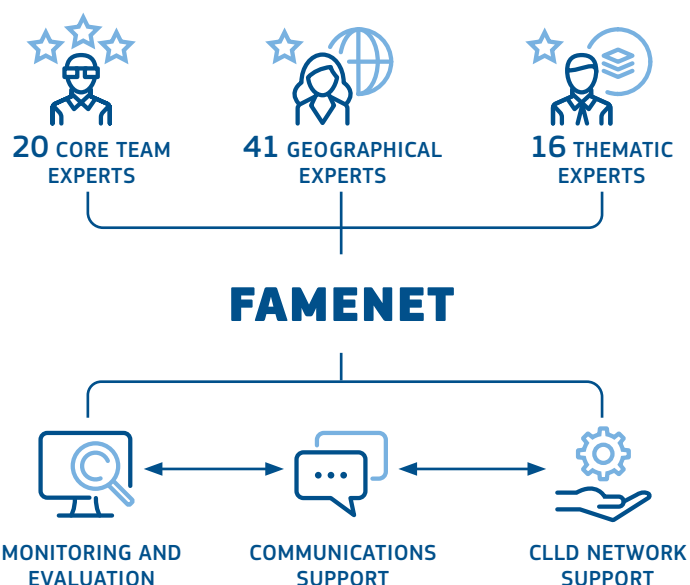 20 CORE TEAM
EXPERTS
41 GEOGRAPHICAL
EXPERTS
16 THEMATIC
EXPERTS
FAMENET
MONITORING AND
EVALUATION
COMMUNICATIONS
SUPPORT
CLLD NETWORK
SUPPORT